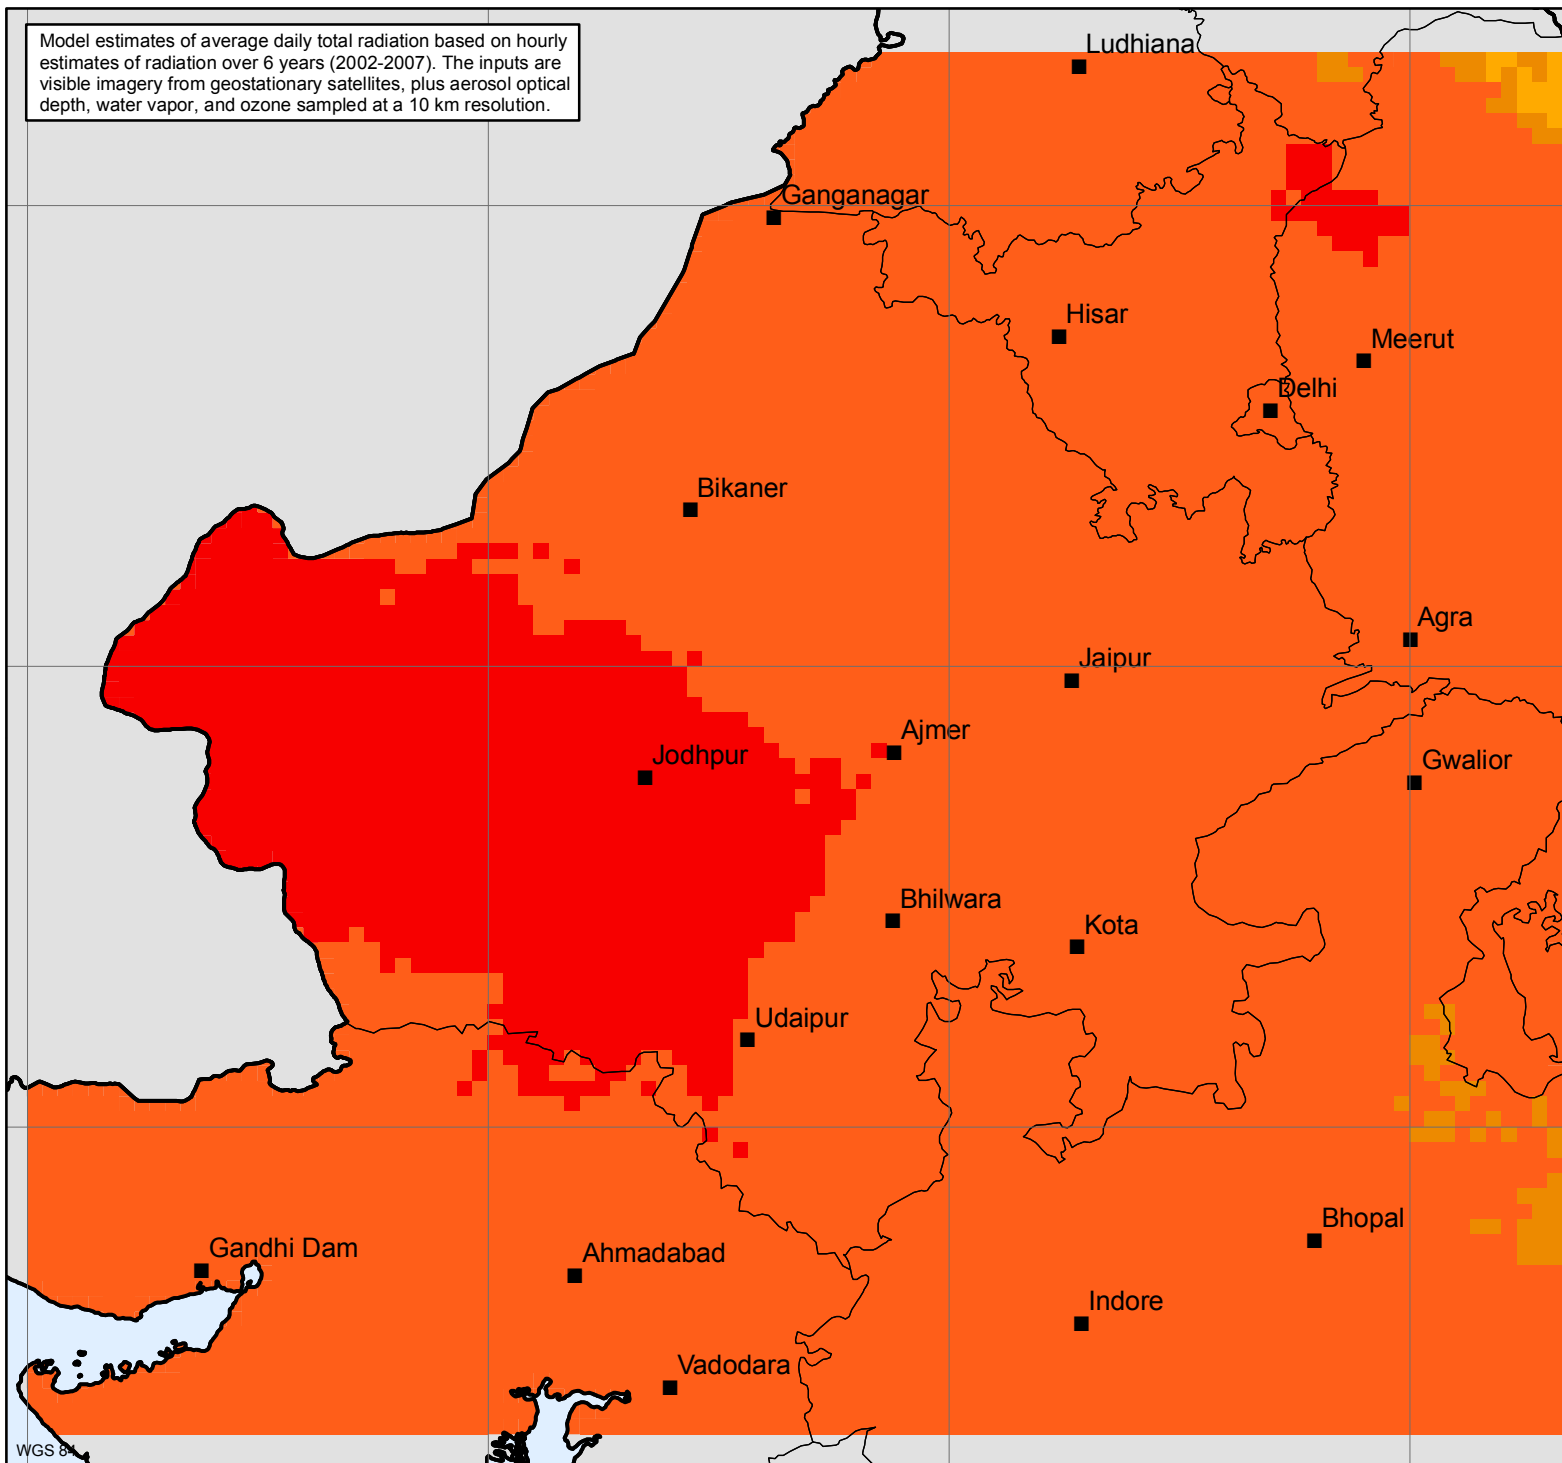 Model estimates of average daily total radiation based on hourly
estimates of radiation over 6 years (2002-2007). The inputs are
visible imagery from geostationary satellites, plus aerosol optical
depth, water vapor, and ozone sampled at a 10 km resolution.
Ludhiana
Ganganagar
Hisar
Meerut
Delhi
Bikaner
Agra
Jaipur
Ajmer
Jodhpur
Gwalior
Bhilwara
Kota
Udaipur
Bhopal
Gandhi Dam
Ahmadabad
Indore
Vadodara
WGS 84